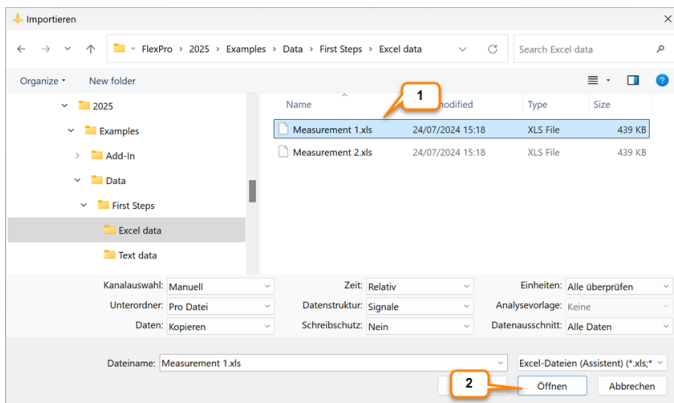 Importieren
« FlexPro › 2025 › Examples › Data › First Steps › Excel data
Search Excel data
Organize
New folder
Name
modified
Type
Size
1
2025
Examples
Add-In
Data
First Steps
Excel data
Text data
Measurement 1.xls 24/07/2024 15:18 XLS File 439 KB
Measurement 2.xls 24/07/2024 15:18 XLS File 439 KB
Kanalauswahl: Manuell Zeit: Relativ Einheiten: Alle überprüfen
Unterordner: Pro Datei Datenstruktur: Signale Analysevorlage: Keine
Daten: Kopieren Schreibschutz: Nein Datenausschnitt: Alle Daten
Dateiname: Measurement 1.xls Excel-Dateien (Assistent) (*.xls;*
2
Öffnen Abbrechen